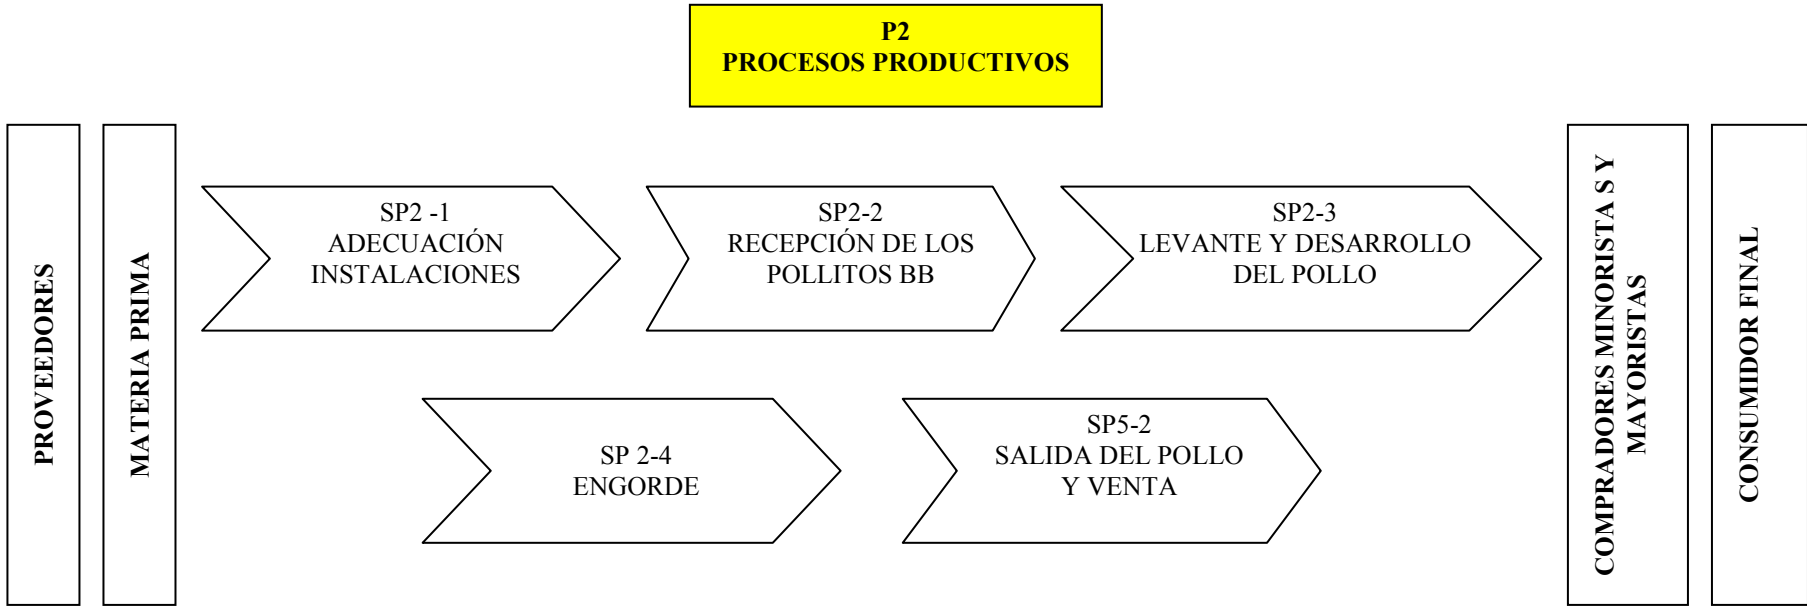 P2
PROCESOS PRODUCTIVOS
PROVEEDORES
MATERIA PRIMA
SP2 -1
ADECUACIÓN
INSTALACIONES
SP2-2
RECEPCIÓN DE LOS
POLLITOS BB
SP2-3
LEVANTE Y DESARROLLO
DEL POLLO
SP 2-4
ENGORDE
SP5-2
SALIDA DEL POLLO
Y VENTA
COMPRADORES MINORISTA S Y
MAYORISTAS
CONSUMIDOR FINAL